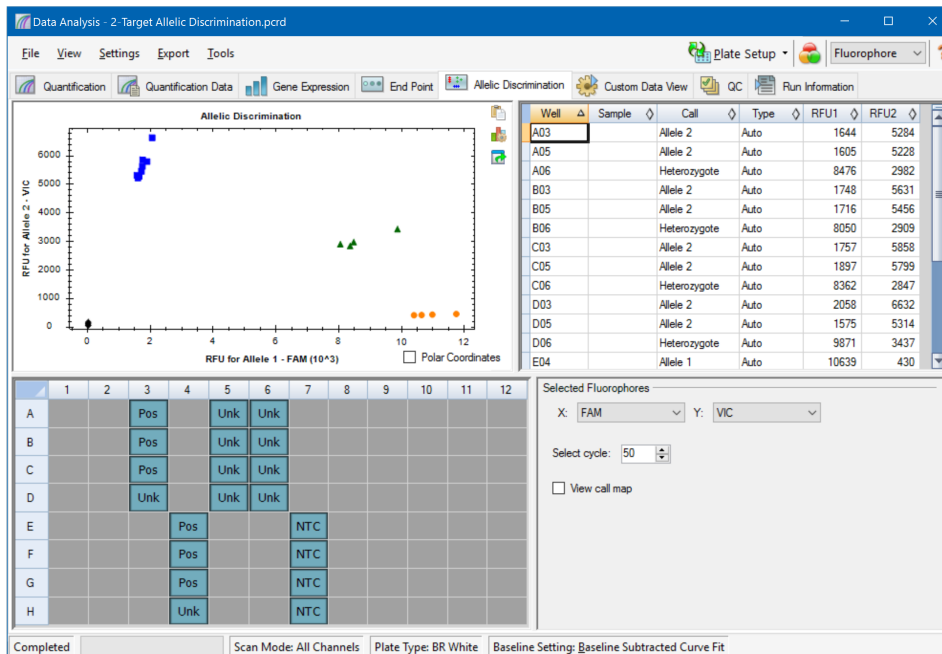 Data Analysis - 2-Target Allelic Discrimination.pcrd
File View Settings Export Tools Plate Setup Fluorophore
Quantification Quantification Data Gene Expression End Point Allelic Discrimination Custom Data View QC Run Information
Allelic Discrimination
RFU for Allele 2 - VIC
6000
5000
4000
3000
2000
1000
0
0 2 4 6 8 10 12
RFU for Allele 1 - FAM (10^3)
Polar Coordinates
Well Sample Call Type RFU1 RFU2
A03 Allele 2 Auto 1644 5284
A05 Allele 2 Auto 1605 5228
A06 Heterozygote Auto 8476 2982
B03 Allele 2 Auto 1748 5631
B05 Allele 2 Auto 1716 5456
B06 Heterozygote Auto 8050 2909
C03 Allele 2 Auto 1757 5858
C05 Allele 2 Auto 1897 5799
C06 Heterozygote Auto 8362 2847
D03 Allele 2 Auto 2058 6632
D05 Allele 2 Auto 1575 5314
D06 Heterozygote Auto 9871 3437
E04 Allele 1 Auto 10639 430
1 2 3 4 5 6 7 8 9 10 11 12
A Pos Unk Unk
B Pos Unk Unk
C Pos Unk Unk
D Unk Unk Unk
E Pos NTC
F Pos NTC
G Pos NTC
H Unk NTC
Selected Fluorophores
X: FAM Y: VIC
Select cycle: 50
View call map
Completed Scan Mode: All Channels Plate Type: BR White Baseline Setting: Baseline Subtracted Curve Fit